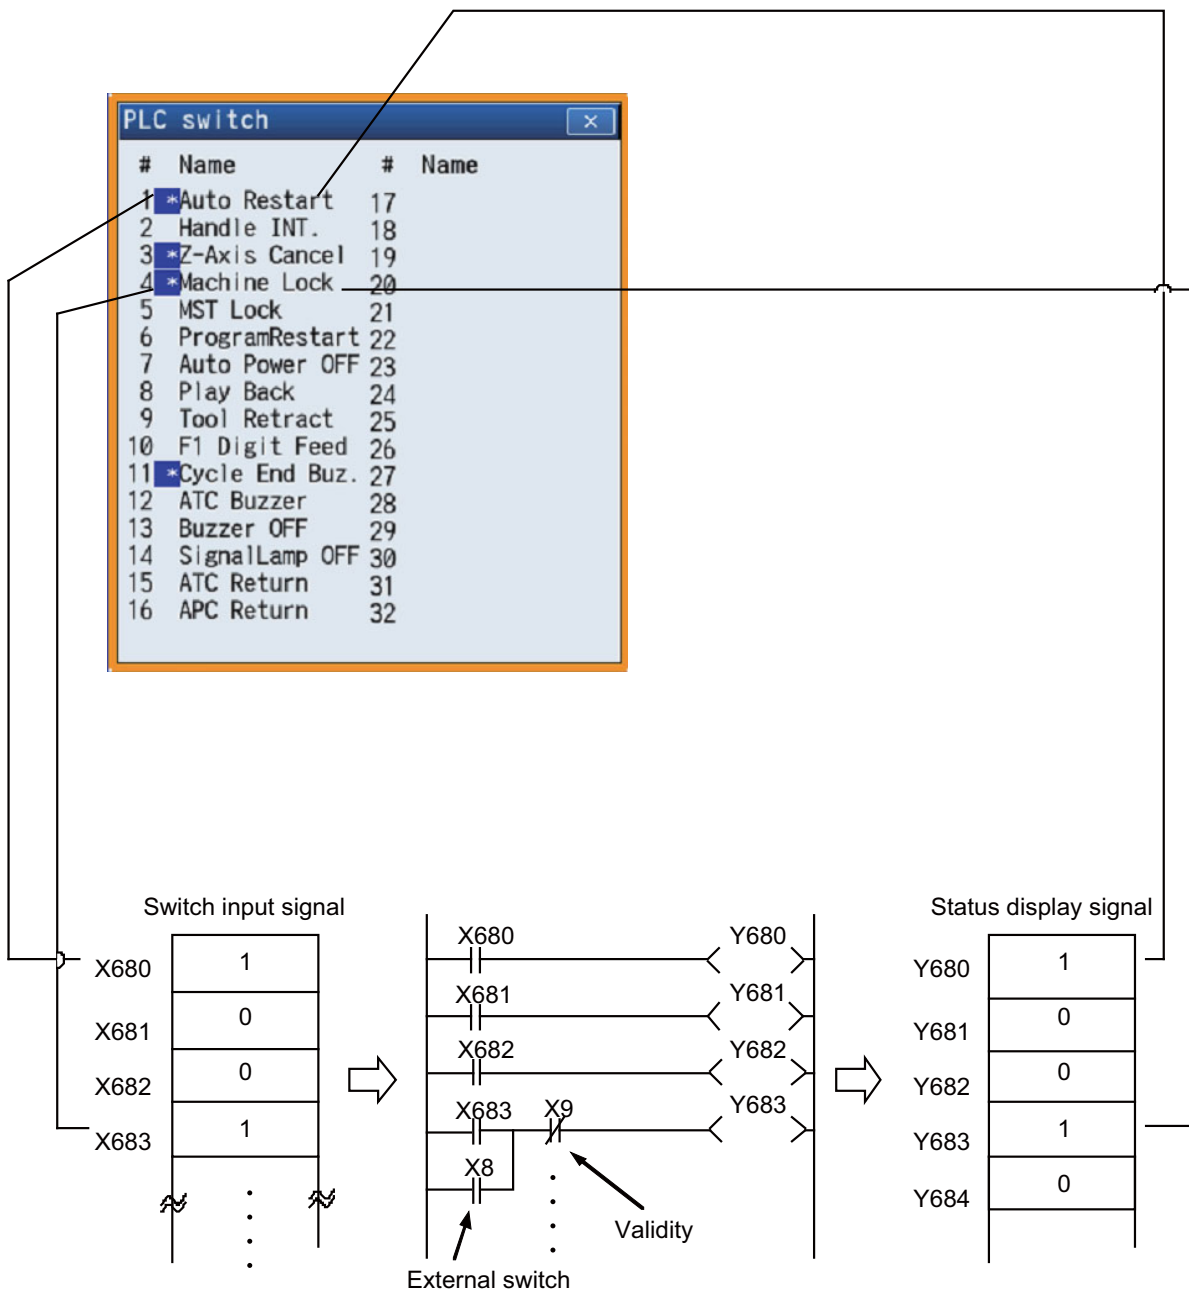 PLC switch ×
# Name # Name
1 *Auto Restart 17
2 Handle INT. 18
3 *Z-Axis Cancel 19
4 *Machine Lock 20
5 MST Lock 21
6 ProgramRestart 22
7 Auto Power OFF 23
8 Play Back 24
9 Tool Retract 25
10 F1 Digit Feed 26
11 *Cycle End Buz. 27
12 ATC Buzzer 28
13 Buzzer OFF 29
14 SignalLamp OFF 30
15 ATC Return 31
16 APC Return 32
Switch input signal
X680 1
X681 0
X682 0
X683 1
X680 Y680
X681 Y681
X682 Y682
X683 X9 Y683
X8
Validity
External switch
Status display signal
Y680 1
Y681 0
Y682 0
Y683 1
Y684 0